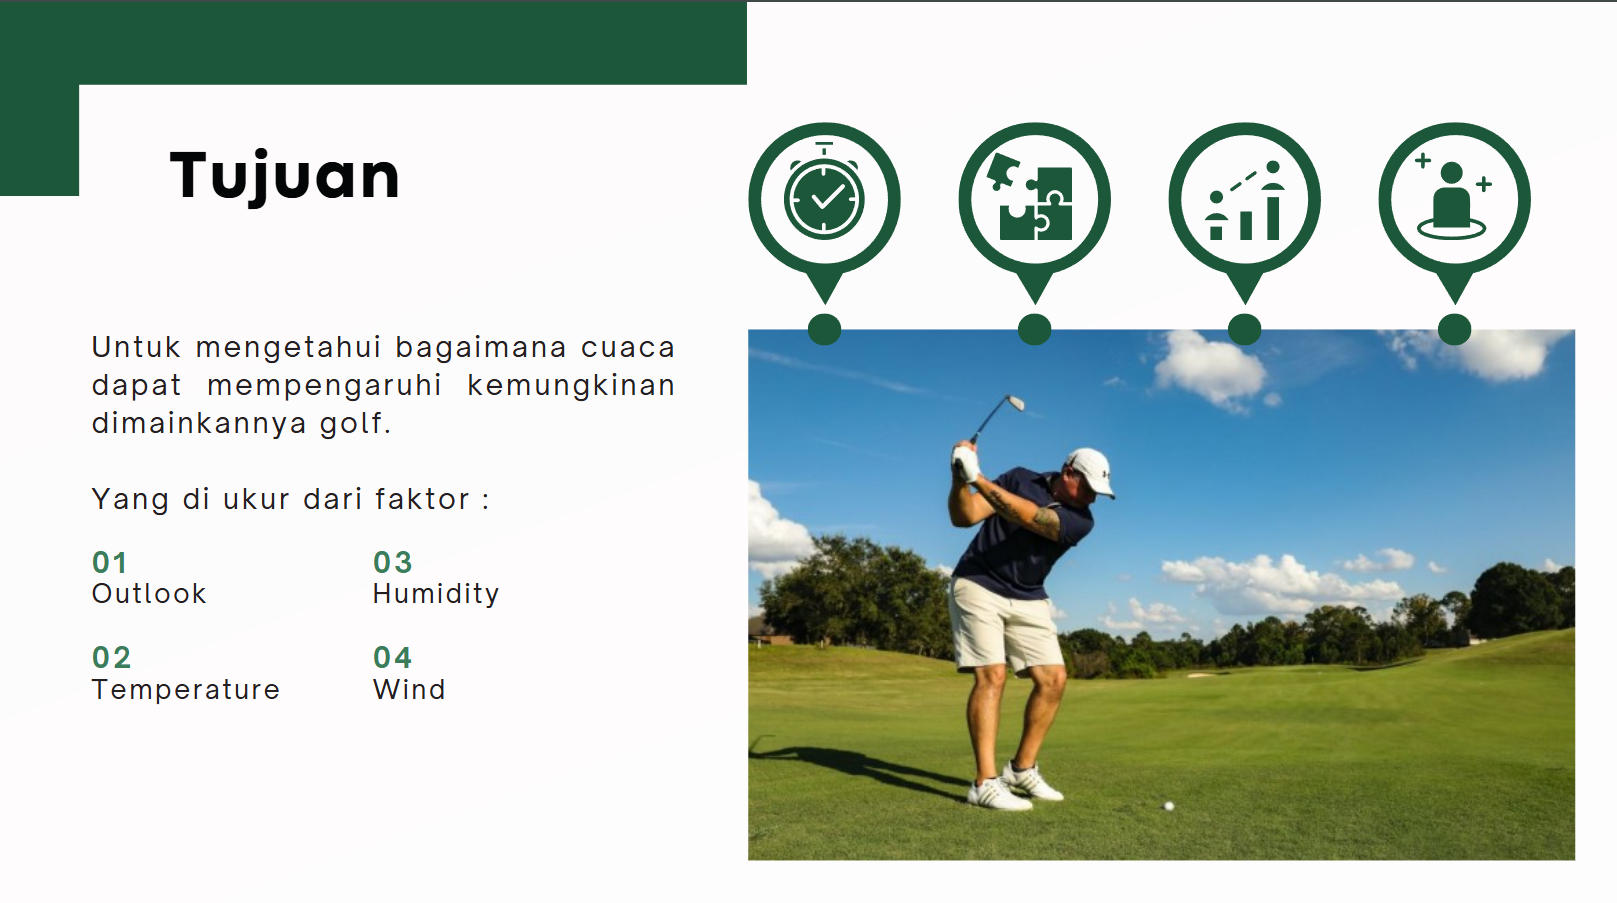 Tujuan
Untuk mengetahui bagaimana cuaca
dapat mempengaruhi kemungkinan
dimainkannya golf.
Yang di ukur dari faktor :
01
Outlook
02
Temperature
03
Humidity
04
Wind